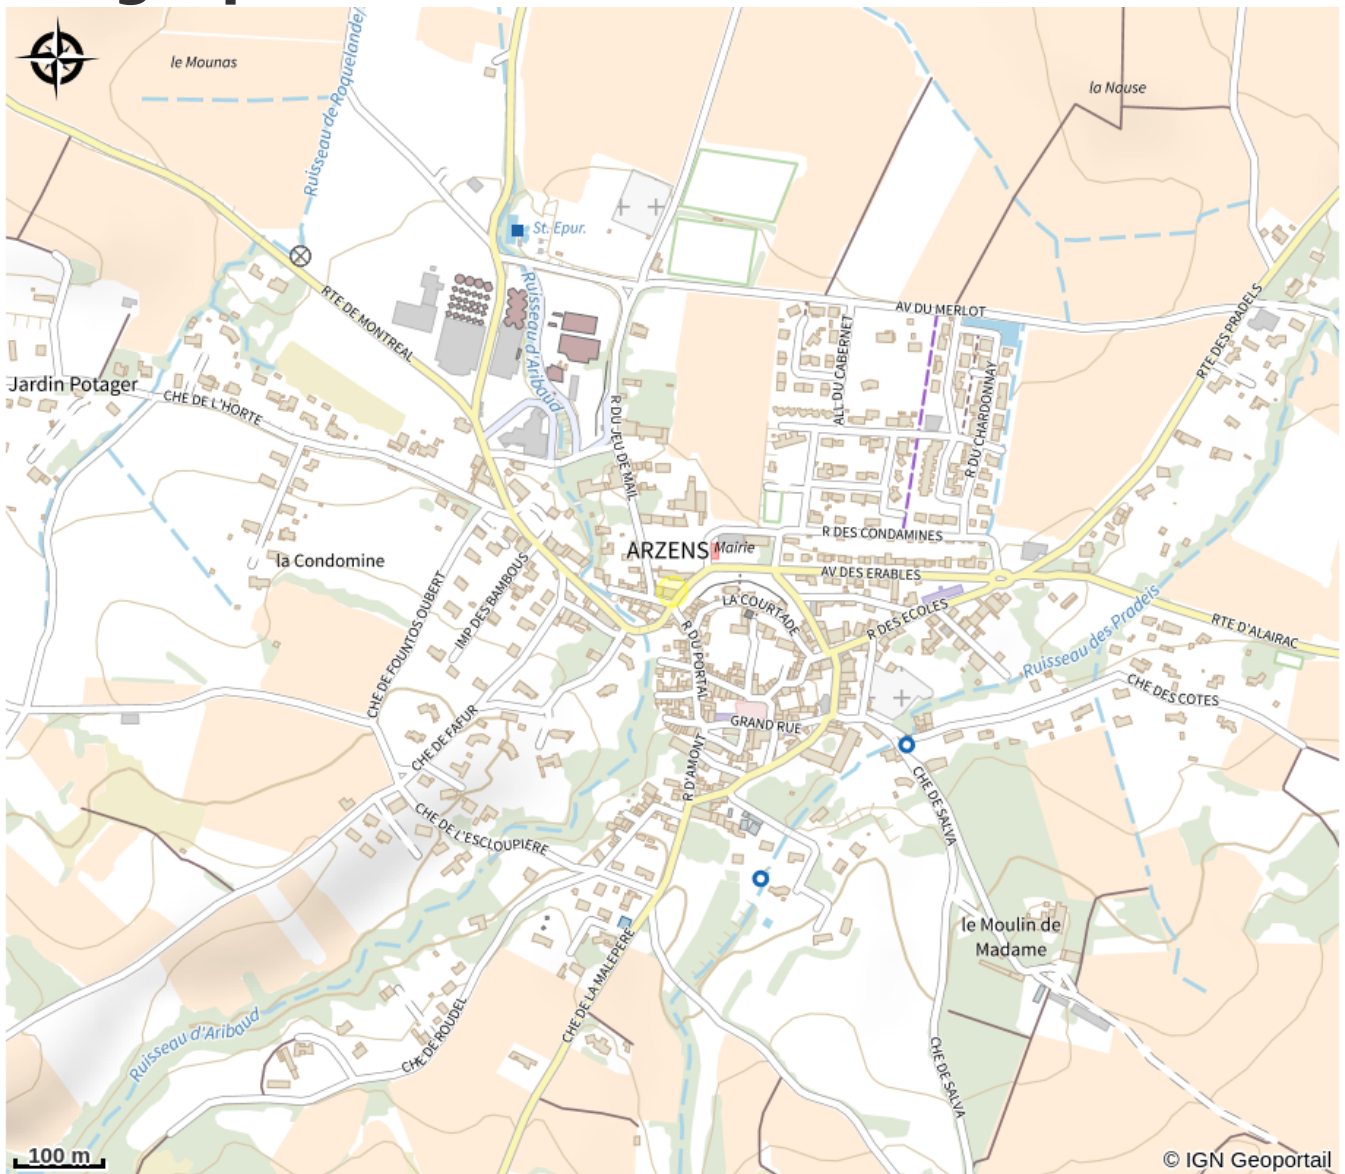 le Mounas
la Nouse
Ruisseau de Roquelande
St. Epur.
Ruisseau d'Aribaud
RTE DE MONTREAL
AV DU MERLOT
RTE DES PRADELS
ALL DU CABERNET
R DU CHARDONNAY
Jardin Potager
CHE DE L'HORTE
R DU JEU DE MAIL
R DES CONDAMINES
ARZENS
Mairie
la Condomine
AV DES ERABLES
IMP DES BAMBOUS
CHE DE FOUNTOS OUBERT
LA COURTADE
R DES ECOLES
RTE D'ALAIRAC
Ruisseau des Pradels
R DU PORTAL
CHE DES COTES
CHE DE FAFUR
GRAND RUE
R D'AMONT
CHE DE SALVA
CHE DE L'ESCLOUPIERE
le Moulin de
Madame
CHE DE LA MALEPERE
Ruisseau d'Aribaud
CHE DE ROUDEL
CHE DE SALVA
100 m
© IGN Geoportail